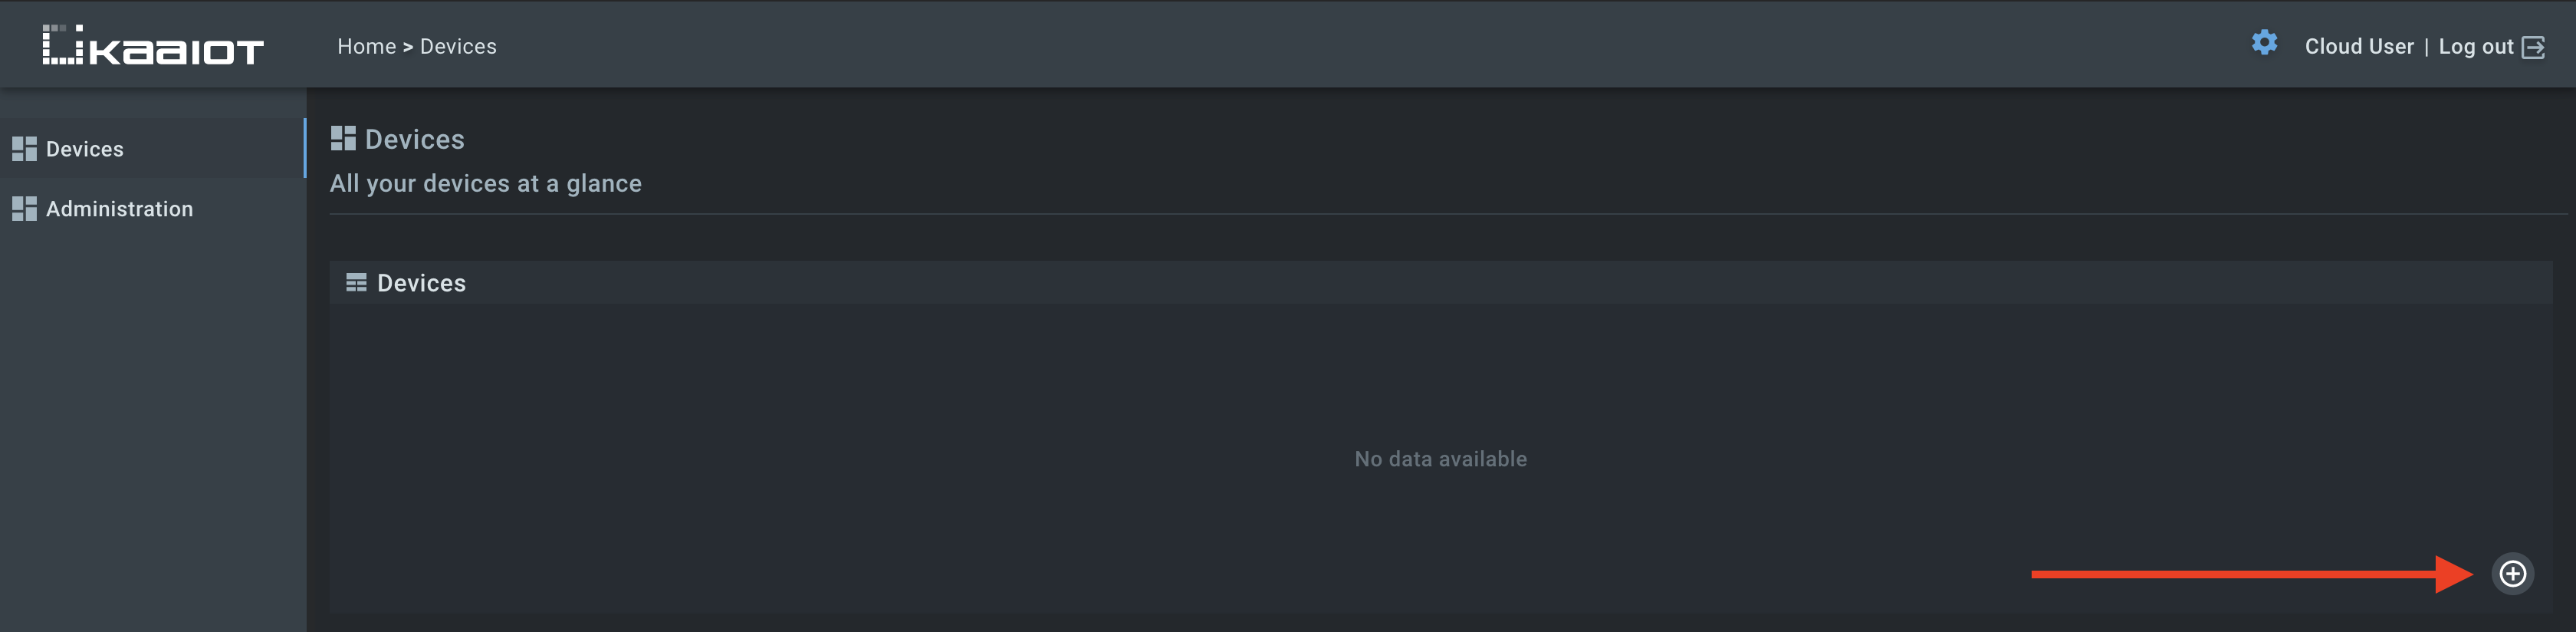 KaaIOT
Home > Devices
Cloud User | Log out
Devices
Administration
Devices
All your devices at a glance
Devices
No data available